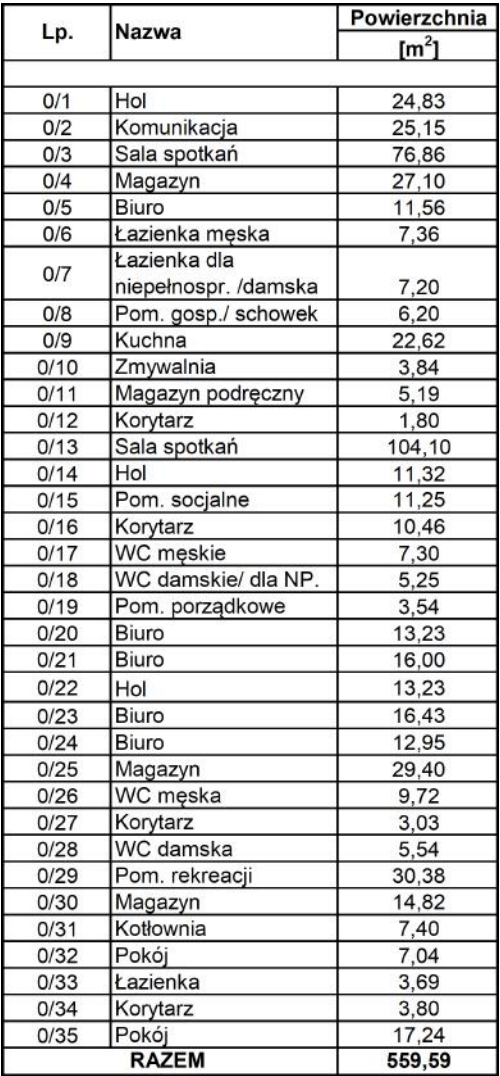 Lp. Nazwa Powierzchnia
[m²]
0/1 Hol 24,83
0/2 Komunikacja 25,15
0/3 Sala spotkań 76,86
0/4 Magazyn 27,10
0/5 Biuro 11,56
0/6 Łazienka męska 7,36
0/7 Łazienka dla
niepełnospr. /damska 7,20
0/8 Pom. gosp./ schowek 6,20
0/9 Kuchna 22,62
0/10 Zmywalnia 3,84
0/11 Magazyn podręczny 5,19
0/12 Korytarz 1,80
0/13 Sala spotkań 104,10
0/14 Hol 11,32
0/15 Pom. socjalne 11,25
0/16 Korytarz 10,46
0/17 WC męskie 7,30
0/18 WC damskie/ dla NP. 5,25
0/19 Pom. porządkowe 3,54
0/20 Biuro 13,23
0/21 Biuro 16,00
0/22 Hol 13,23
0/23 Biuro 16,43
0/24 Biuro 12,95
0/25 Magazyn 29,40
0/26 WC męska 9,72
0/27 Korytarz 3,03
0/28 WC damska 5,54
0/29 Pom. rekreacji 30,38
0/30 Magazyn 14,82
0/31 Kotłownia 7,40
0/32 Pokój 7,04
0/33 Łazienka 3,69
0/34 Korytarz 3,80
0/35 Pokój 17,24
RAZEM 559,59